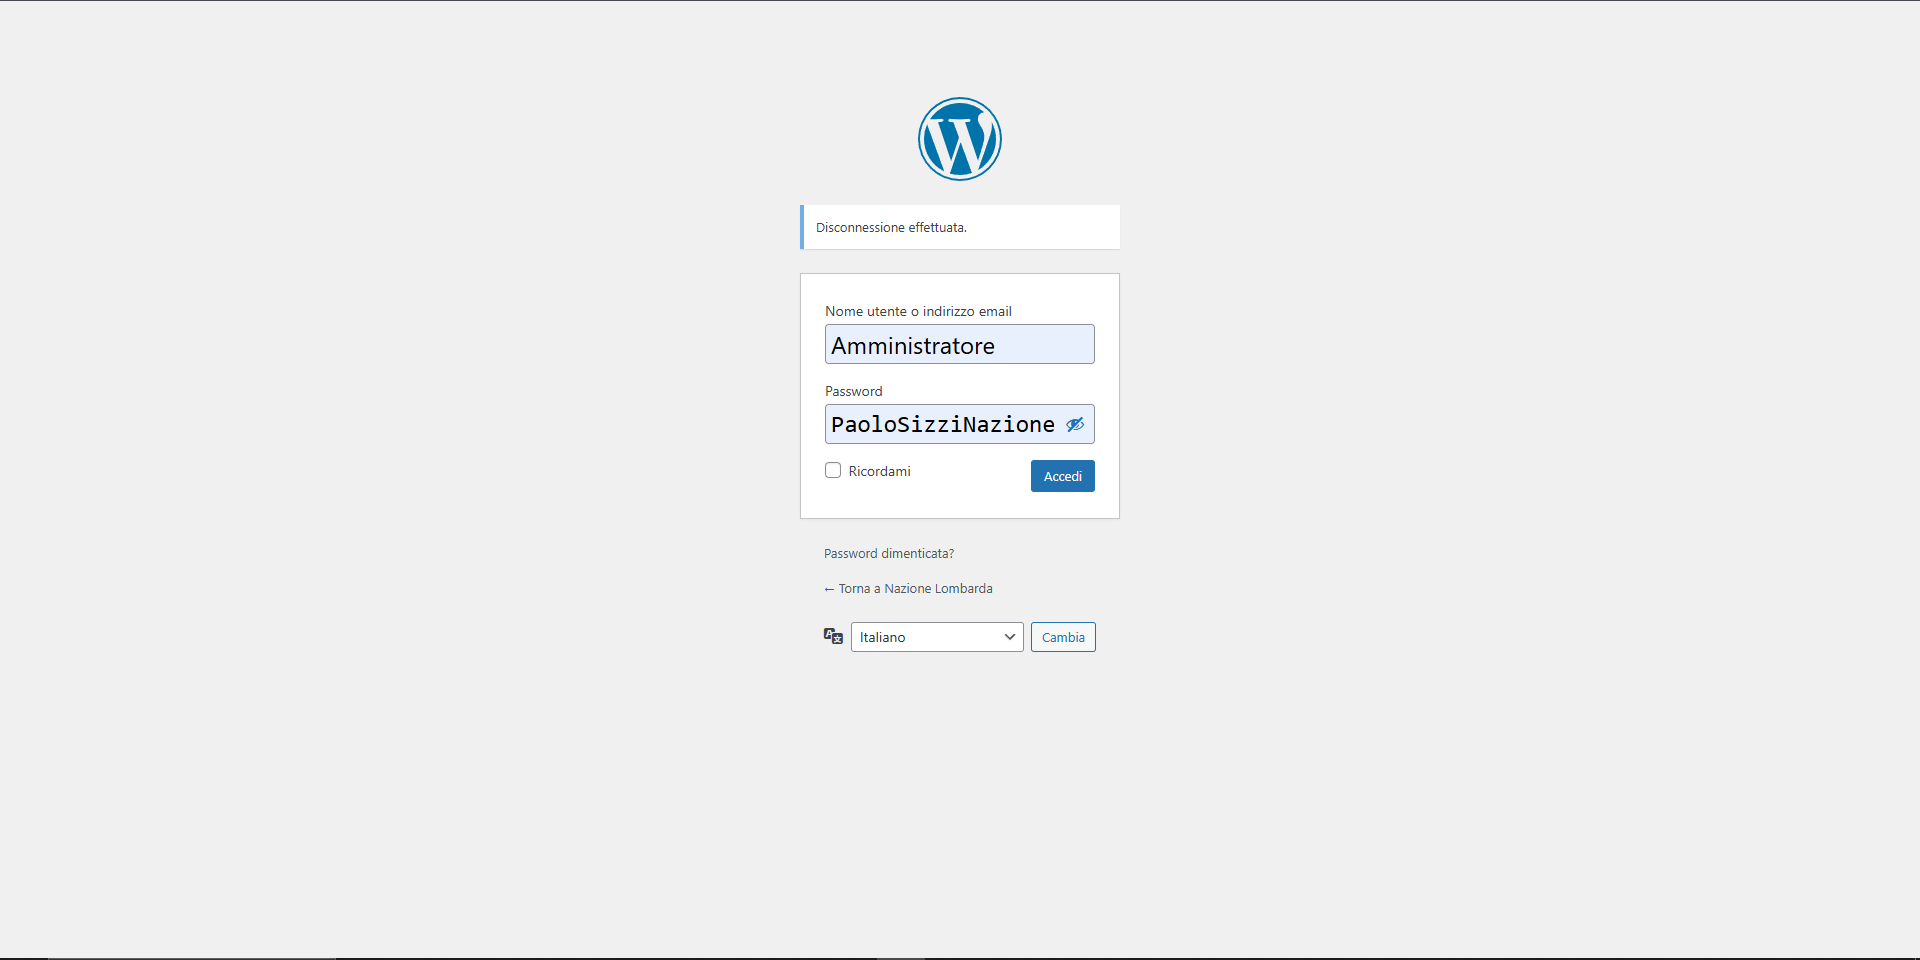 Disconnessione effettuata.
Nome utente o indirizzo email
Amministratore
Password
PaoloSizziNazione
Ricordami
Accedi
Password dimenticata?
← Torna a Nazione Lombarda
Italiano
Cambia